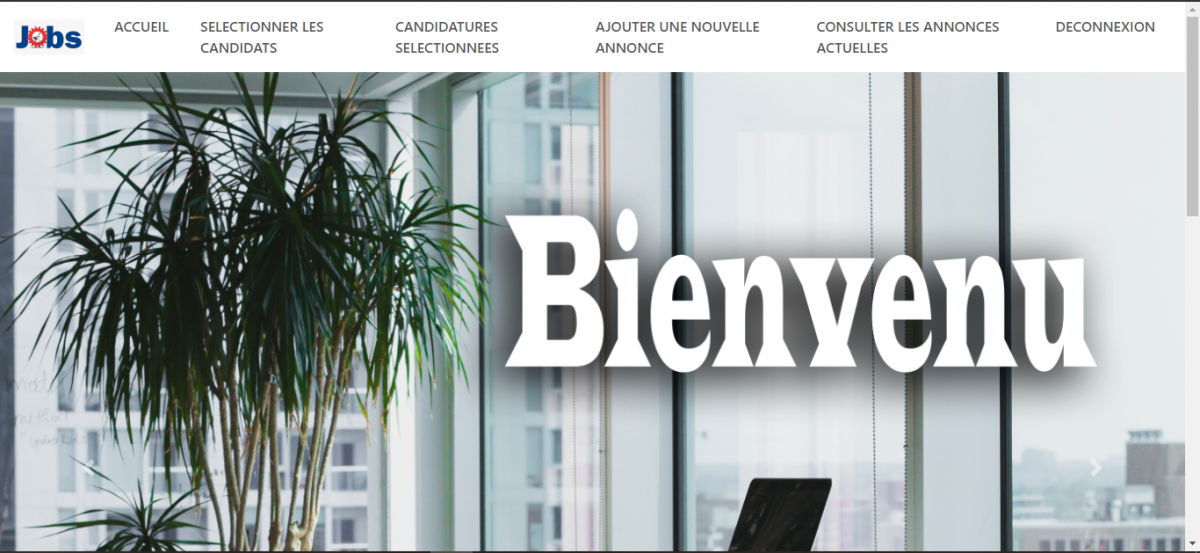 Jobs
ACCUEIL
SELECTIONNER LES
CANDIDATS
CANDIDATURES
SELECTIONNEES
AJOUTER UNE NOUVELLE
ANNONCE
CONSULTER LES ANNONCES
ACTUELLES
DECONNEXION
Bienvenu